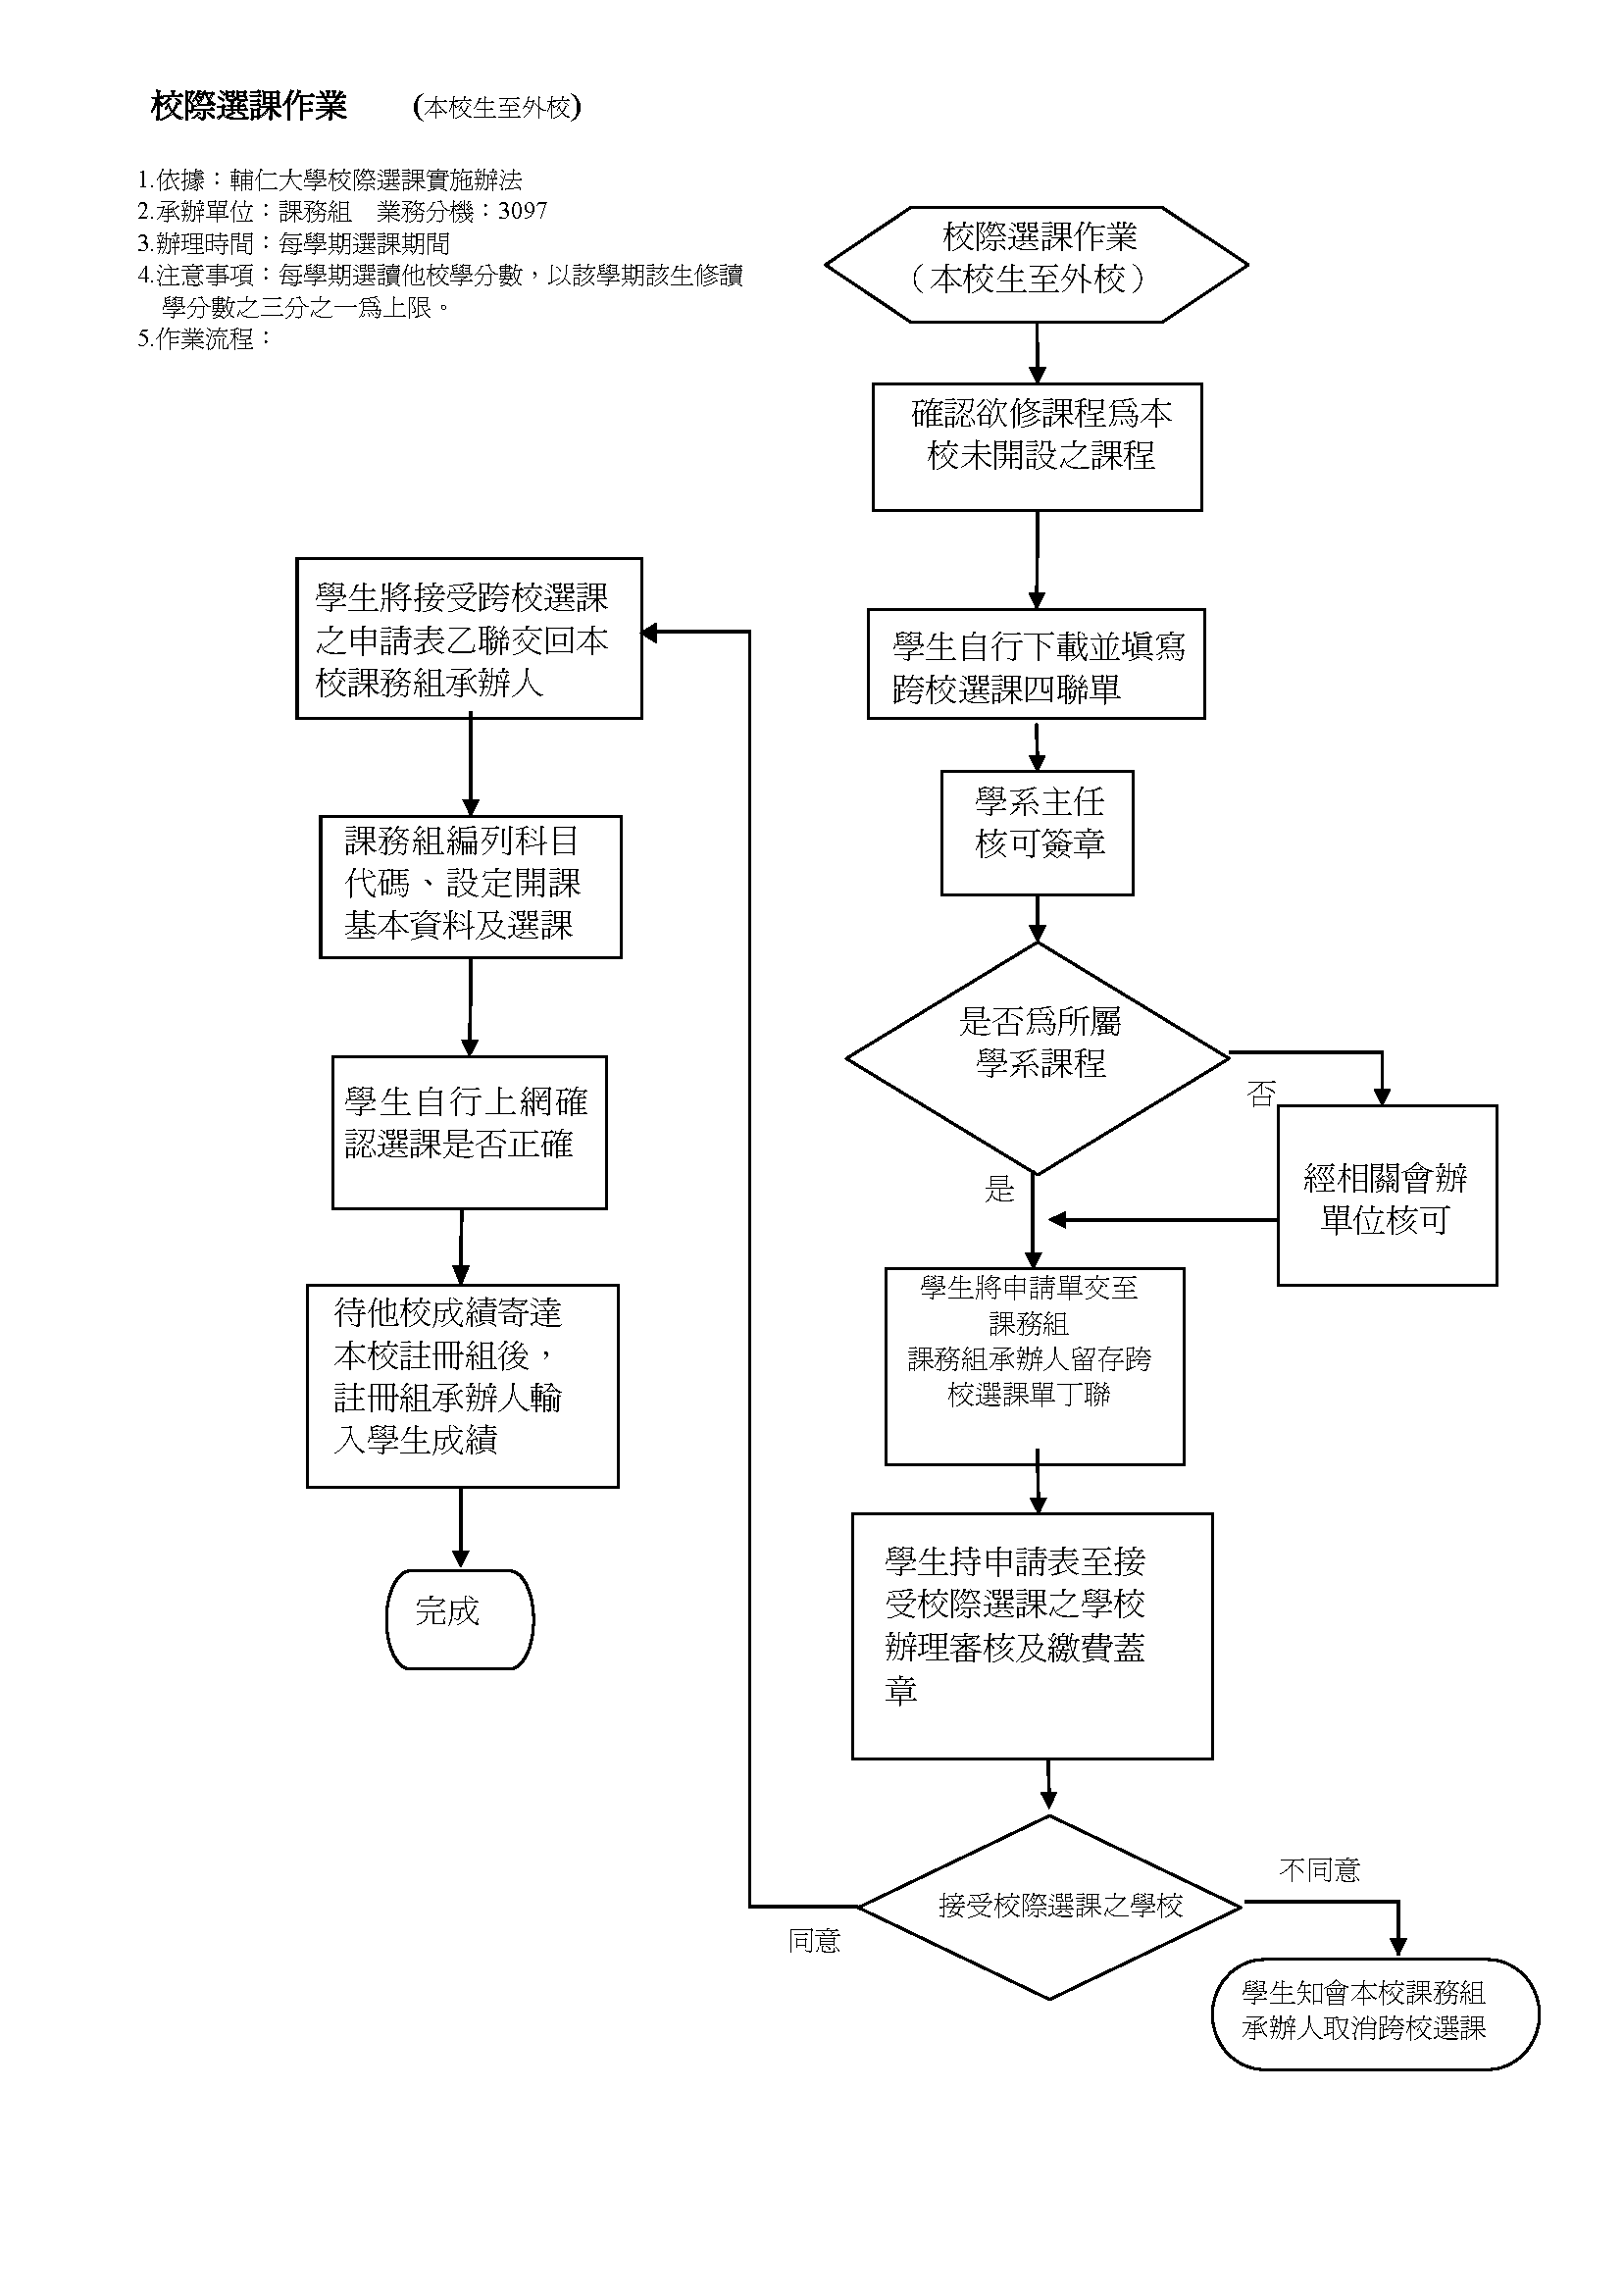 校際選課作業 (本校生至外校)
1.依據：輔仁大學校際選課實施辦法
2.承辦單位：課務組 業務分機：3097
3.辦理時間：每學期選課期間
4.注意事項：每學期選讀他校學分數，以該學期該生修讀
學分數之三分之一為上限。
5.作業流程：
校際選課作業
（本校生至外校）
確認欲修課程為本
校未開設之課程
學生自行下載並填寫
跨校選課四聯單
學系主任
核可簽章
是否為所屬
學系課程
否
經相關會辦
單位核可
是
學生將申請單交至
課務組
課務組承辦人留存跨
校選課單丁聯
學生持申請表至接
受校際選課之學校
辦理審核及繳費蓋
章
接受校際選課之學校
不同意
學生知會本校課務組
承辦人取消跨校選課
同意
學生將接受跨校選課
之申請表乙聯交回本
校課務組承辦人
課務組編列科目
代碼、設定開課
基本資料及選課
學生自行上網確
認選課是否正確
待他校成績寄達
本校註冊組後，
註冊組承辦人輸
入學生成績
完成